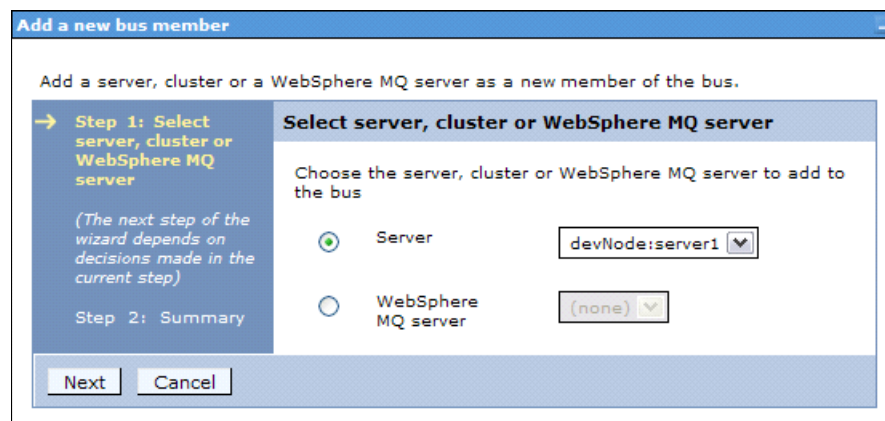 Add a new bus member
Add a server, cluster or a WebSphere MQ server as a new member of the bus.
Step 1: Select
server, cluster or
WebSphere MQ
server
(The next step of the
wizard depends on
decisions made in the
current step)
Step 2: Summary
Select server, cluster or WebSphere MQ server
Choose the server, cluster or WebSphere MQ server to add to
the bus
Server
devNode:server1
WebSphere
MQ server
(none)
Next
Cancel